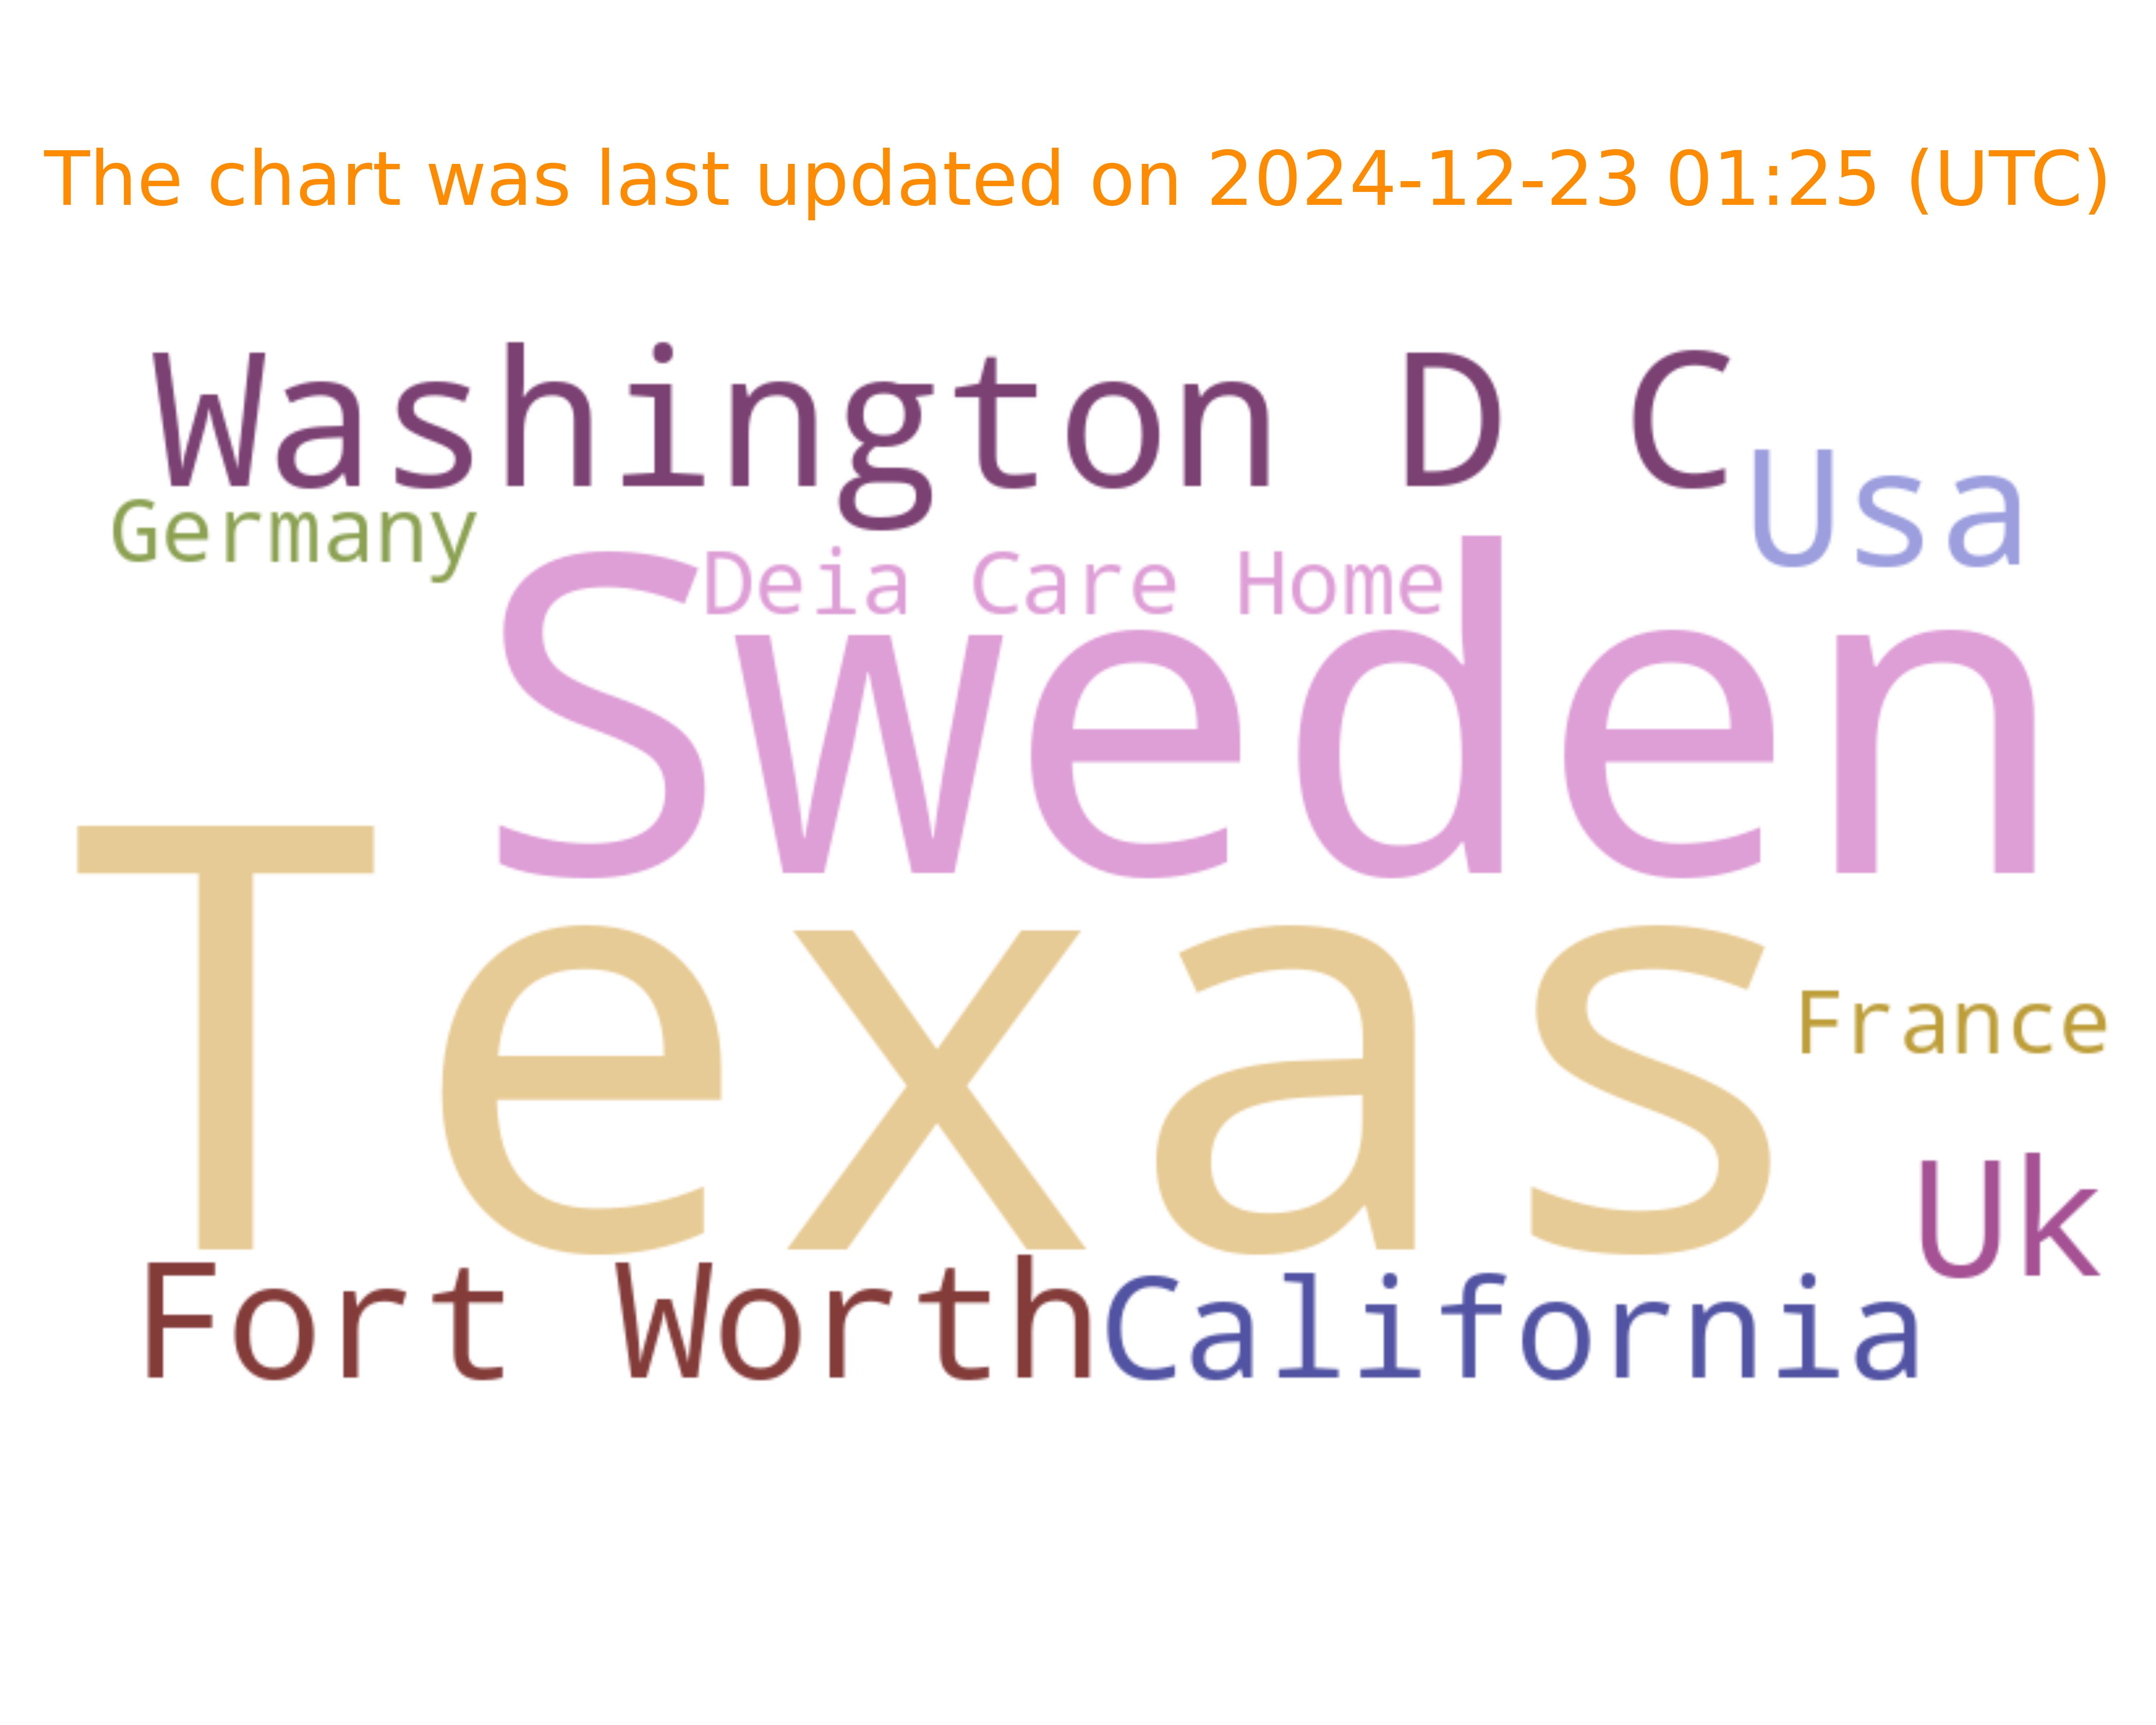 The chart was last updated on 2024-12-23 01:25 (UTC)
Washington D C
Usa
Germany
Deia Care Home
Sweden
Texas
France
Uk
Fort Worth
California